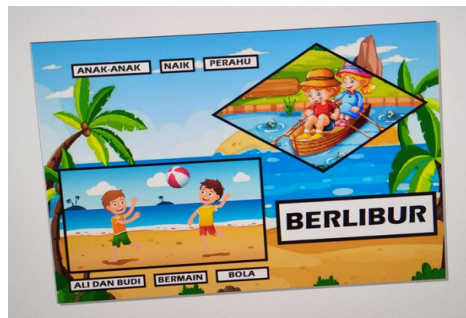 ANAK-ANAK NAIK PERAHU
BERLIBUR
ALI DAN BUDI BERMAIN BOLA